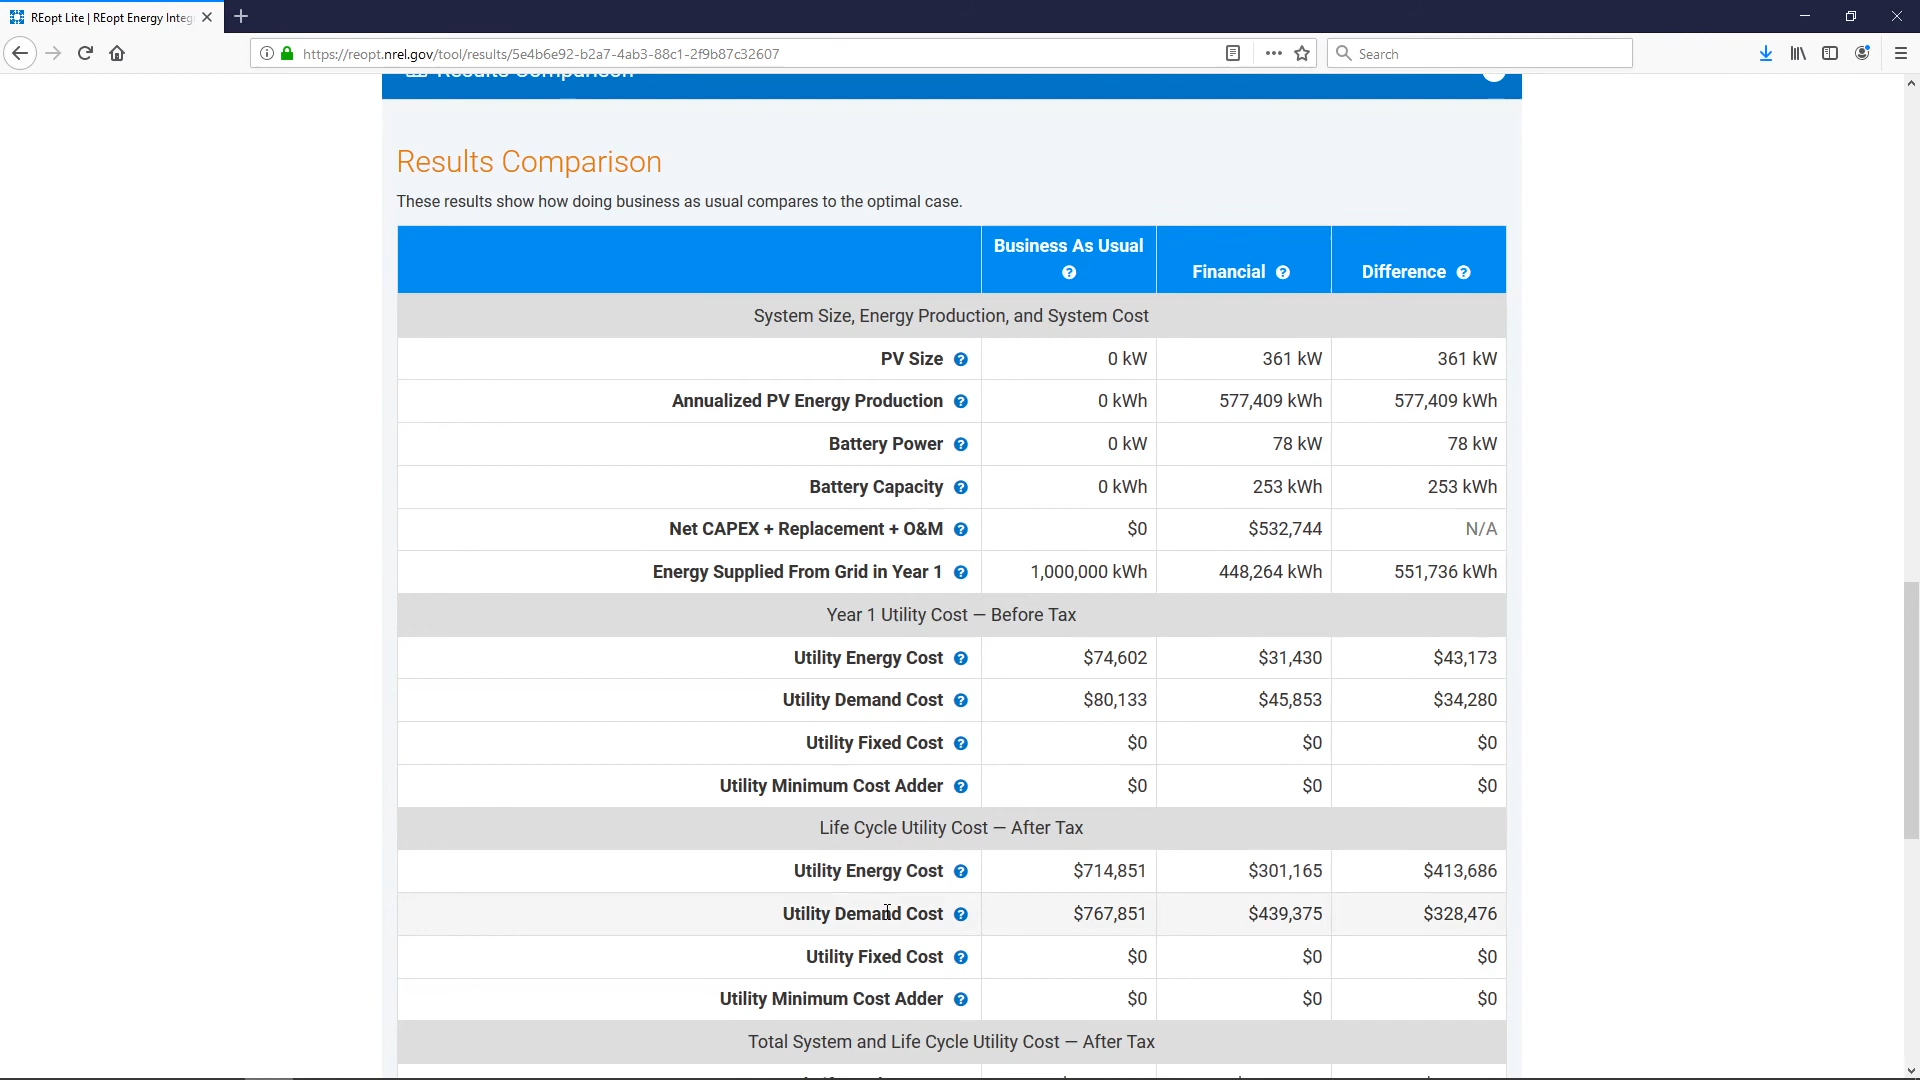 REopt Lite | REopt Energy Integ
https://reopt.nrel.gov/tool/results/5e4b6e92-b2a7-4ab3-88c1-2f9b87c32607
Search
Results Comparison
Results Comparison
These results show how doing business as usual compares to the optimal case.
Business As Usual ? Financial ? Difference ?
System Size, Energy Production, and System Cost
PV Size ? 0 kW 361 kW 361 kW
Annualized PV Energy Production ? 0 kWh 577,409 kWh 577,409 kWh
Battery Power ? 0 kW 78 kW 78 kW
Battery Capacity ? 0 kWh 253 kWh 253 kWh
Net CAPEX + Replacement + O&M ? $0 $532,744 N/A
Energy Supplied From Grid in Year 1 ? 1,000,000 kWh 448,264 kWh 551,736 kWh
Year 1 Utility Cost — Before Tax
Utility Energy Cost ? $74,602 $31,430 $43,173
Utility Demand Cost ? $80,133 $45,853 $34,280
Utility Fixed Cost ? $0 $0 $0
Utility Minimum Cost Adder ? $0 $0 $0
Life Cycle Utility Cost — After Tax
Utility Energy Cost ? $714,851 $301,165 $413,686
Utility Demand Cost ? $767,851 $439,375 $328,476
Utility Fixed Cost ? $0 $0 $0
Utility Minimum Cost Adder ? $0 $0 $0
Total System and Life Cycle Utility Cost — After Tax